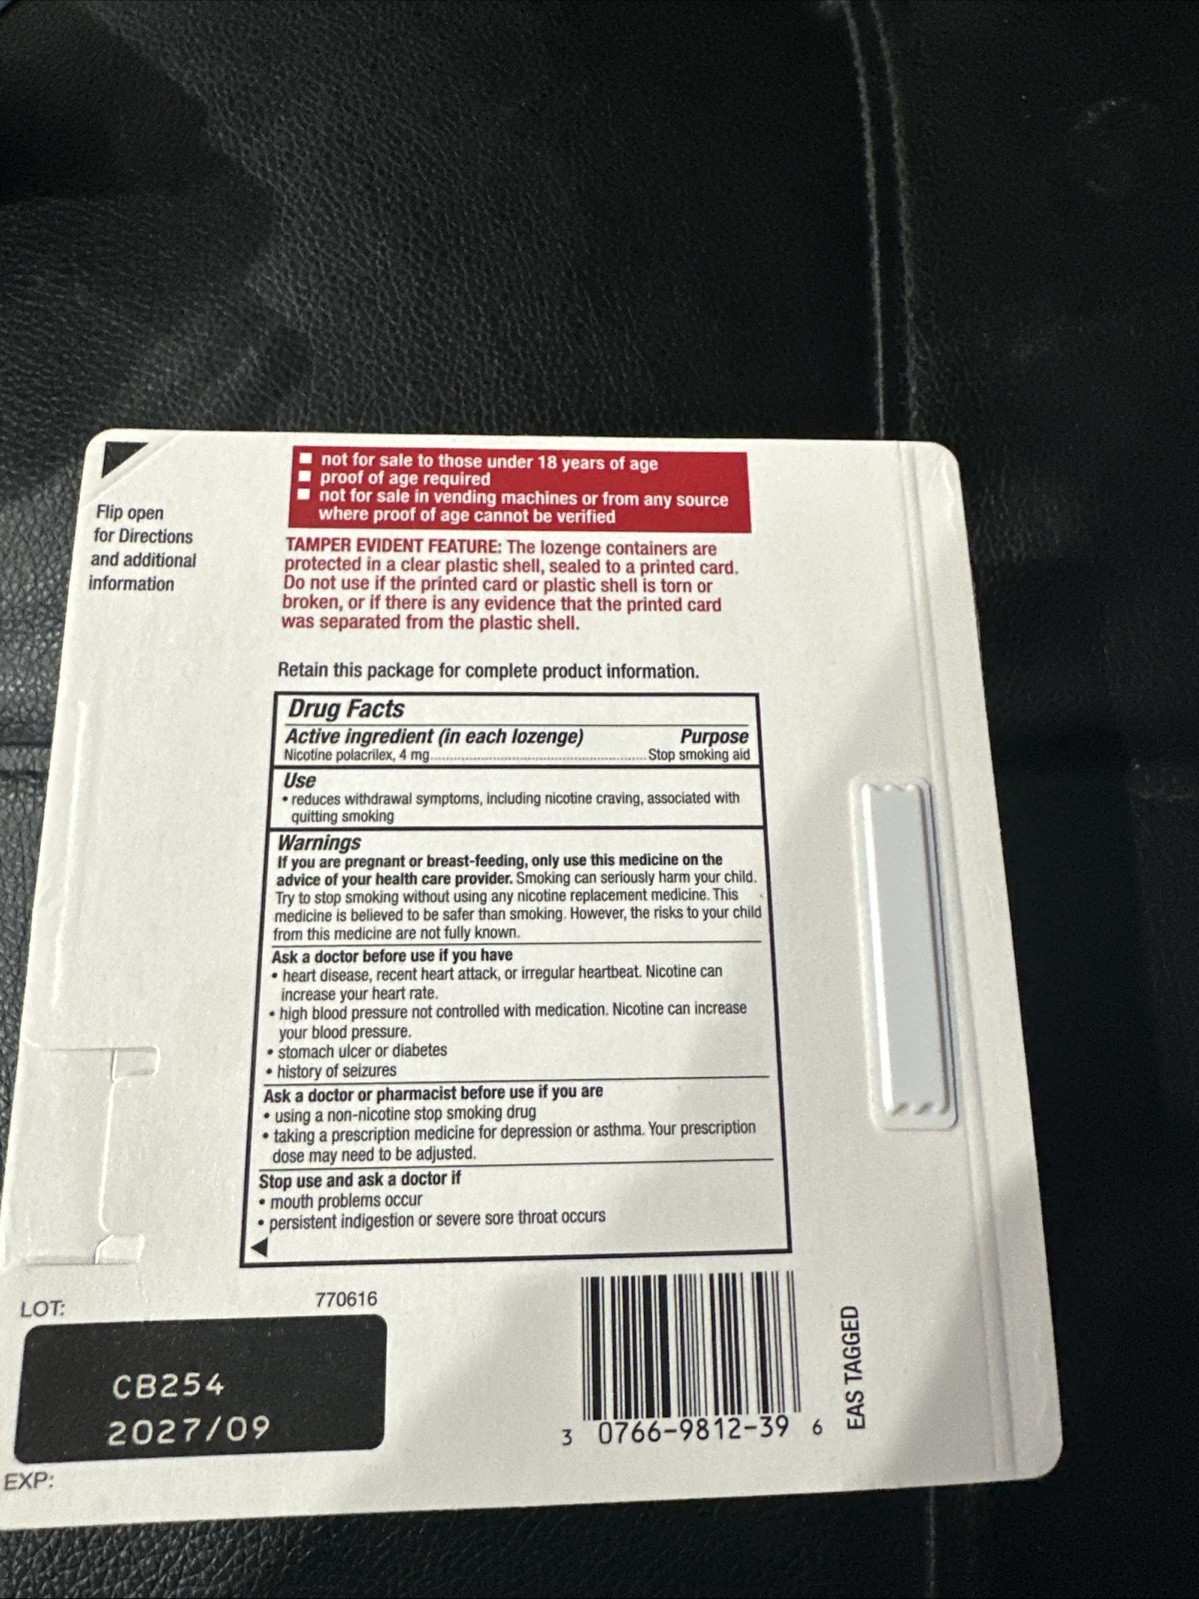 Flip open
for Directions
and additional
information
■ not for sale to those under 18 years of age
■ proof of age required
■ not for sale in vending machines or from any source
where proof of age cannot be verified
TAMPER EVIDENT FEATURE: The lozenge containers are
protected in a clear plastic shell, sealed to a printed card.
Do not use if the printed card or plastic shell is torn or
broken, or if there is any evidence that the printed card
was separated from the plastic shell.
Retain this package for complete product information.
Drug Facts
Active ingredient (in each lozenge) Purpose
Nicotine polacrilex, 4 mg............................................................Stop smoking aid
Use
• reduces withdrawal symptoms, including nicotine craving, associated with
quitting smoking
Warnings
If you are pregnant or breast-feeding, only use this medicine on the
advice of your health care provider. Smoking can seriously harm your child.
Try to stop smoking without using any nicotine replacement medicine. This
medicine is believed to be safer than smoking. However, the risks to your child
from this medicine are not fully known.
Ask a doctor before use if you have
• heart disease, recent heart attack, or irregular heartbeat. Nicotine can
increase your heart rate.
• high blood pressure not controlled with medication. Nicotine can increase
your blood pressure.
• stomach ulcer or diabetes
• history of seizures
Ask a doctor or pharmacist before use if you are
• using a non-nicotine stop smoking drug
• taking a prescription medicine for depression or asthma. Your prescription
dose may need to be adjusted.
Stop use and ask a doctor if
• mouth problems occur
• persistent indigestion or severe sore throat occurs
LOT:
770616
CB254
2027/09
EXP:
3 0766-9812-39 6
EAS TAGGED